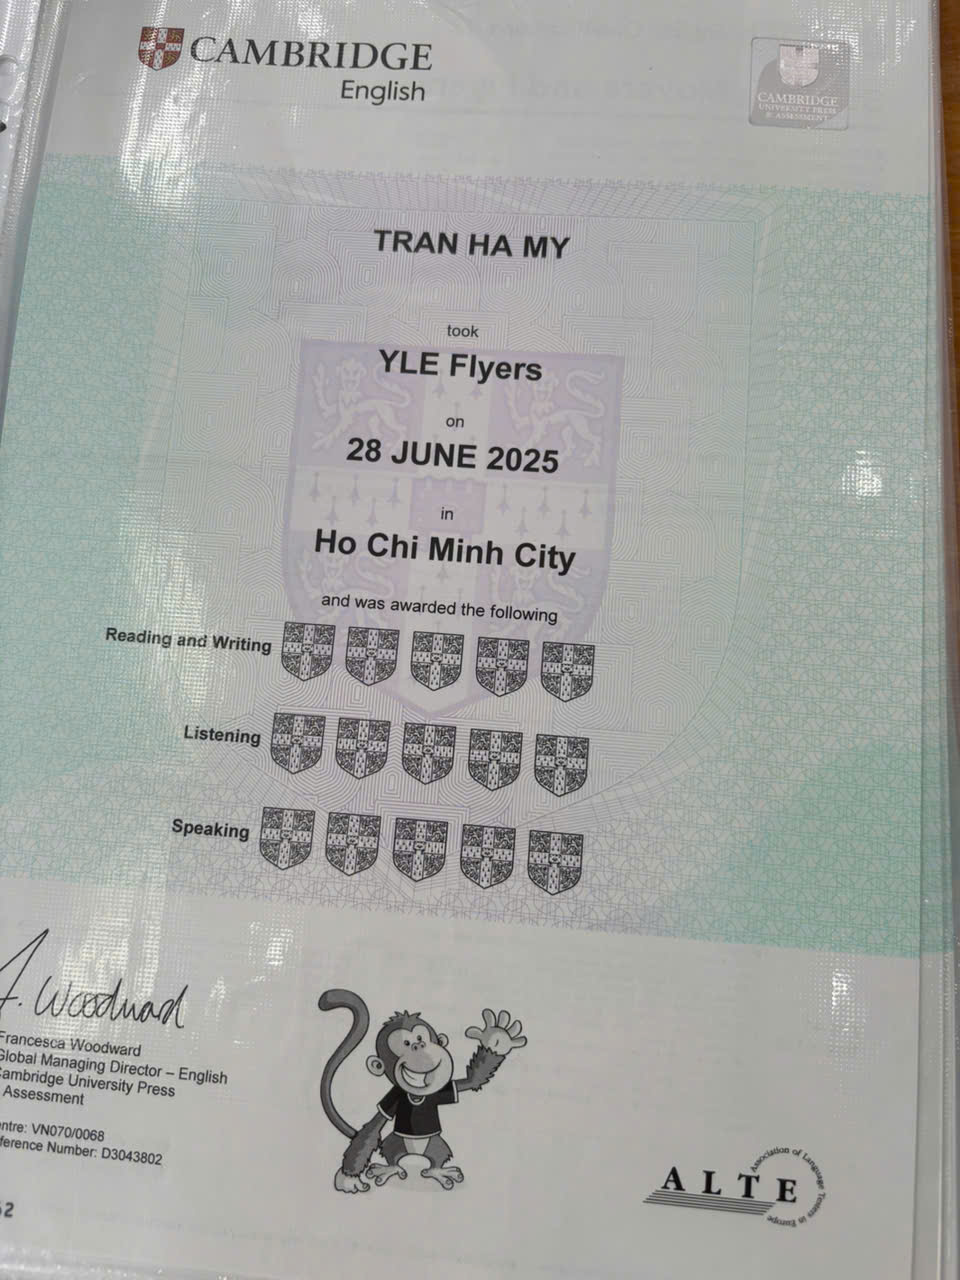 CAMBRIDGE
English
CAMBRIDGE
UNIVERSITY PRESS
& ASSESSMENT
TRAN HA MY
took
YLE Flyers
on
28 JUNE 2025
in
Ho Chi Minh City
and was awarded the following
Reading and Writing
Listening
Speaking
F. Woodward
Francesca Woodward
Global Managing Director – English
Cambridge University Press
Assessment
entre: VN070/0068
ference Number: D3043802
62
ALTE
Association of Language Testers in Europe